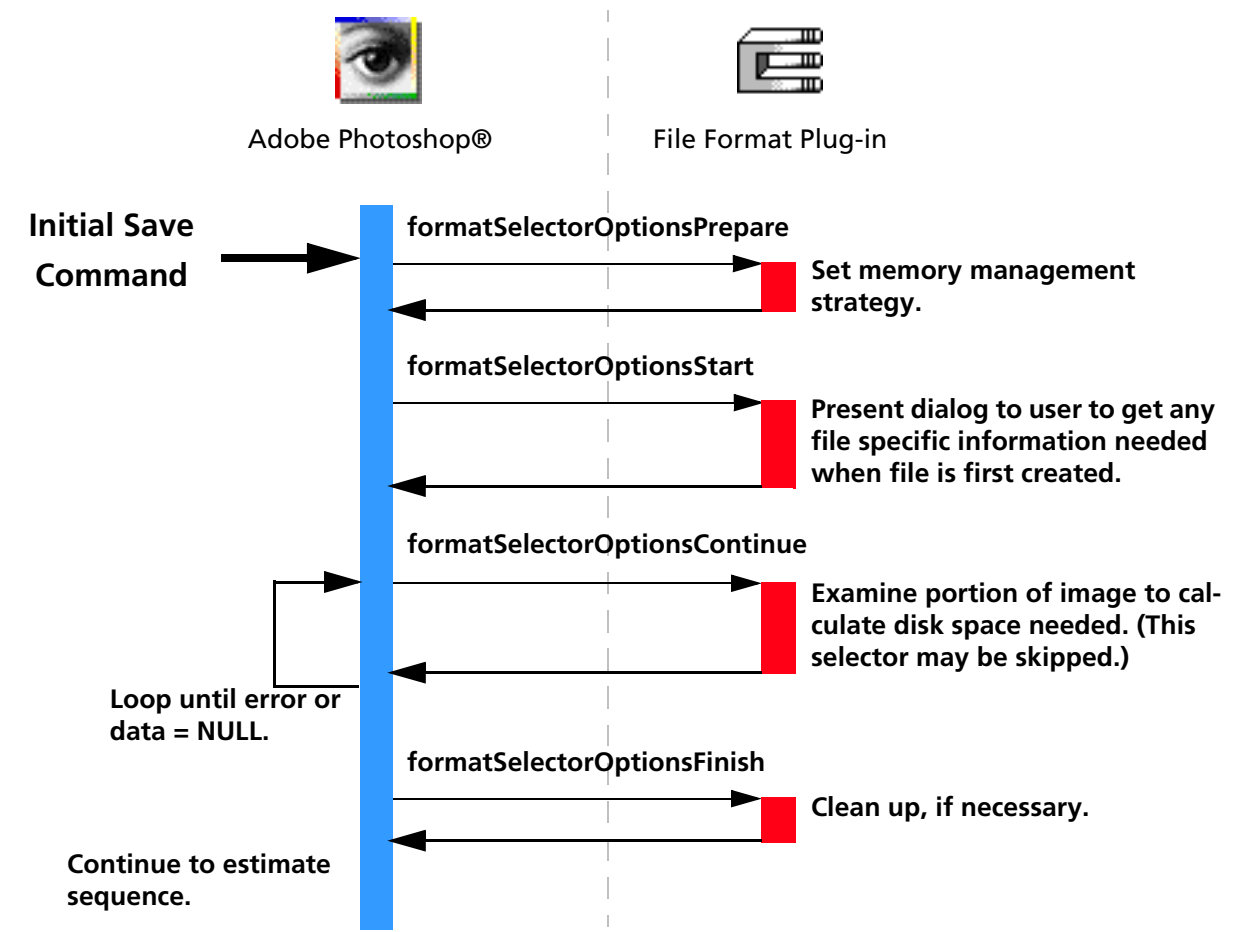 Adobe Photoshop®
File Format Plug-in
Initial Save
Command
formatSelectorOptionsPrepare
Set memory management
strategy.
formatSelectorOptionsStart
Present dialog to user to get any
file specific information needed
when file is first created.
formatSelectorOptionsContinue
Examine portion of image to cal-
culate disk space needed. (This
selector may be skipped.)
Loop until error or
data = NULL.
formatSelectorOptionsFinish
Clean up, if necessary.
Continue to estimate
sequence.